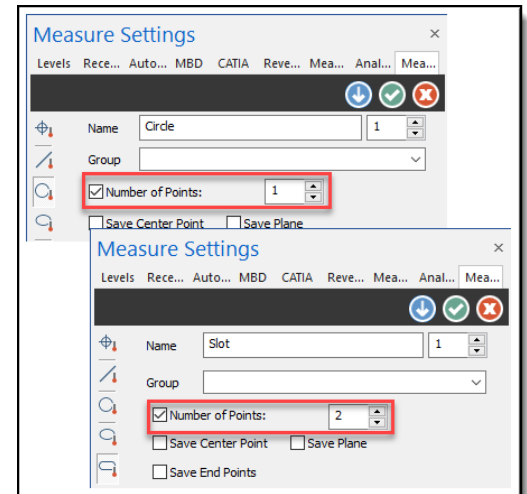 Measure Settings
Levels Rece... Auto... MBD CATIA Reve... Mea... Anal... Mea...
Name Circle 1
Group
Number of Points: 1
Save Center Point Save Plane
Measure Settings
Levels Rece... Auto... MBD CATIA Reve... Mea... Anal... Mea...
Name Slot 1
Group
Number of Points: 2
Save Center Point Save Plane
Save End Points